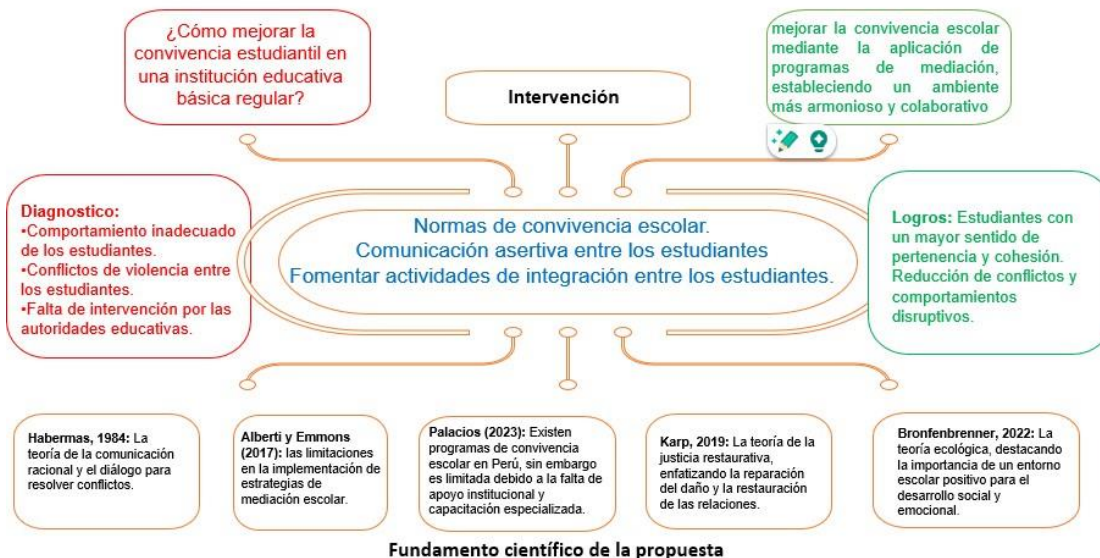 ¿Cómo mejorar la
convivencia estudiantil en
una institución educativa
básica regular?
Intervención
mejorar la convivencia escolar
mediante la aplicación de
programas de mediación,
estableciendo un ambiente
más armonioso y colaborativo
Diagnostico:
•Comportamiento inadecuado
de los estudiantes.
•Conflictos de violencia entre
los estudiantes.
•Falta de intervención por las
autoridades educativas.
Normas de convivencia escolar.
Comunicación asertiva entre los estudiantes
Fomentar actividades de integración entre los estudiantes.
Logros: Estudiantes con
un mayor sentido de
pertenencia y cohesión.
Reducción de conflictos y
comportamientos
disruptivos.
Habermas, 1984: La
teoría de la comunicación
racional y el diálogo para
resolver conflictos.
Alberti y Emmons
(2017): las limitaciones
en la implementación de
estrategias de
mediación escolar.
Palacios (2023): Existen
programas de convivencia
escolar en Perú, sin embargo
es limitada debido a la falta de
apoyo institucional y
capacitación especializada.
Karp, 2019: La teoría de la
justicia restaurativa,
enfatizando la reparación
del daño y la restauración
de las relaciones.
Bronfenbrenner, 2022: La
teoría ecológica, destacando
la importancia de un entorno
escolar positivo para el
desarrollo social y
emocional.
Fundamento científico de la propuesta